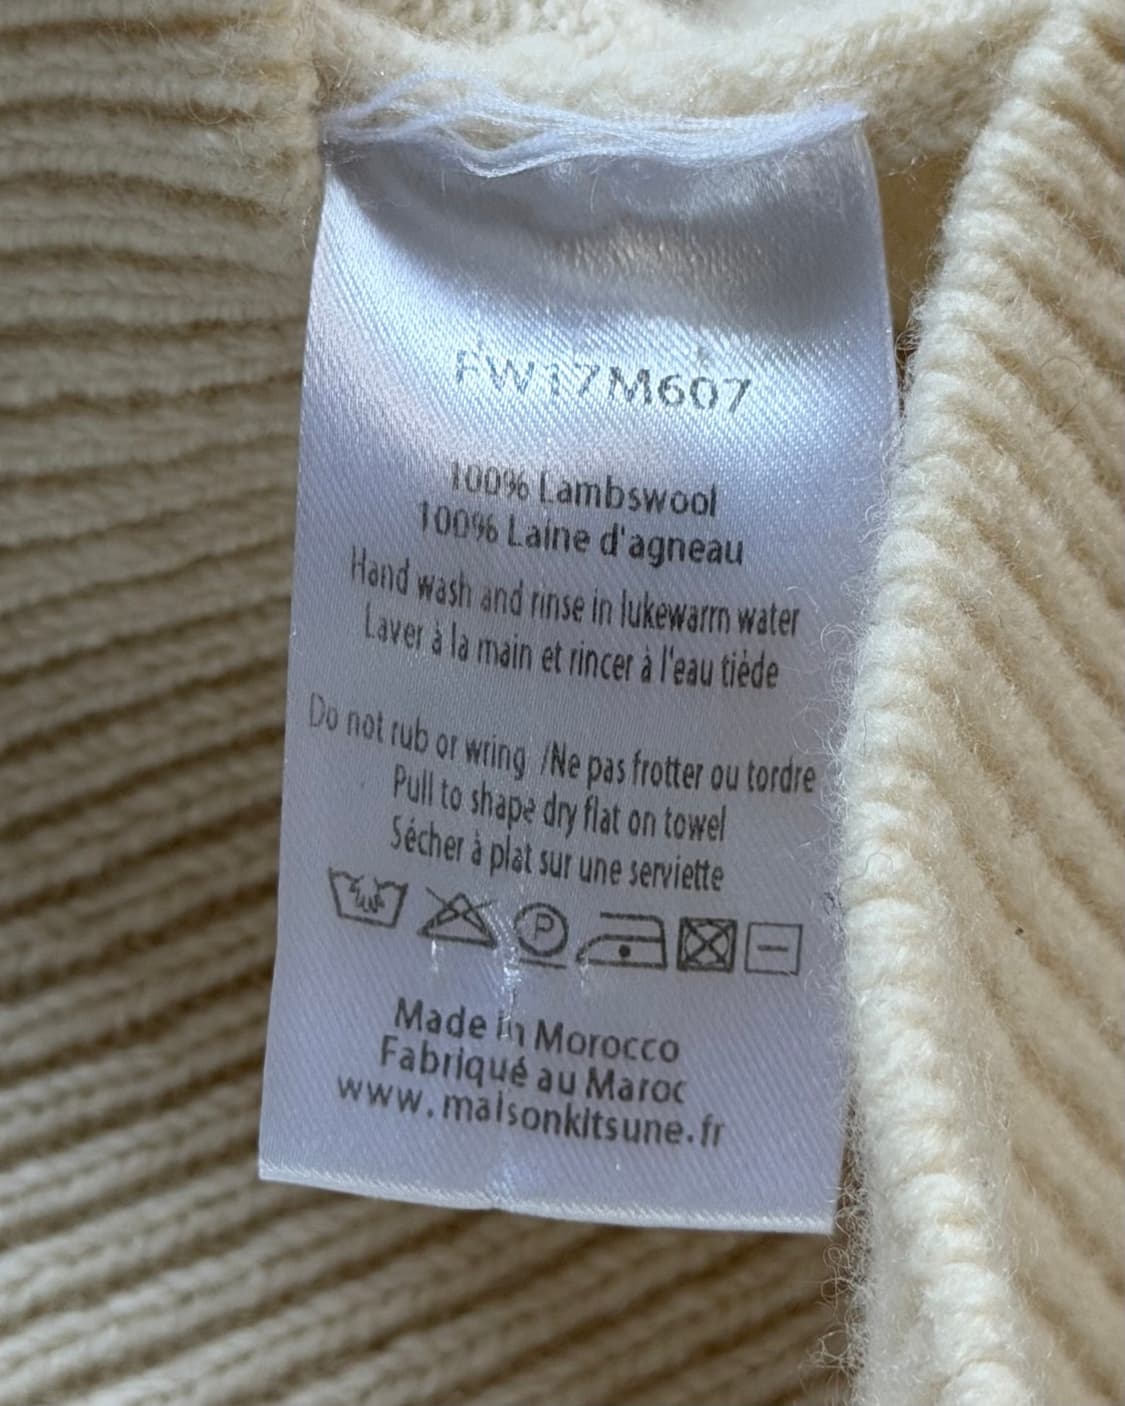 FW17M607
100% Lambswool
100% Laine d'agneau
Hand wash and rinse in lukewarm water
Laver à la main et rincer à l'eau tiède
Do not rub or wring /Ne pas frotter ou tordre
Pull to shape dry flat on towel
Sécher à plat sur une serviette
P
Made in Morocco
Fabriqué au Maroc
www.maisonkitsune.fr